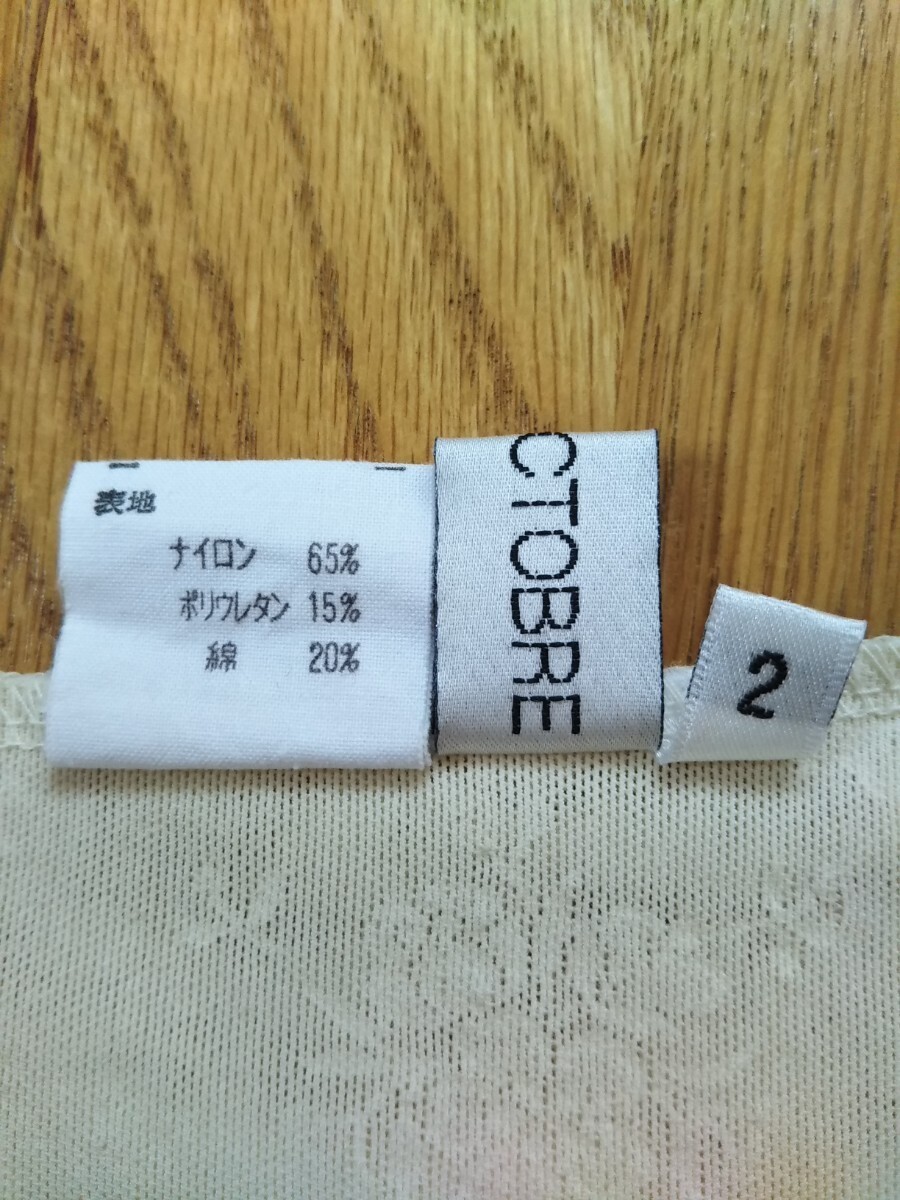 表地
ナイロン 65%
ポリウレタン 15%
綿 20%
CTOBRE
2